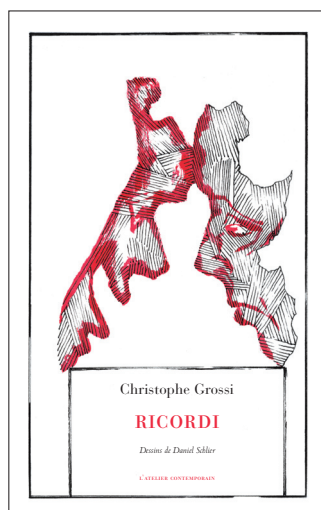 Christophe Grossi
RICORDI
Dessins de Daniel Schlier
L'ATELIER CONTEMPORAIN